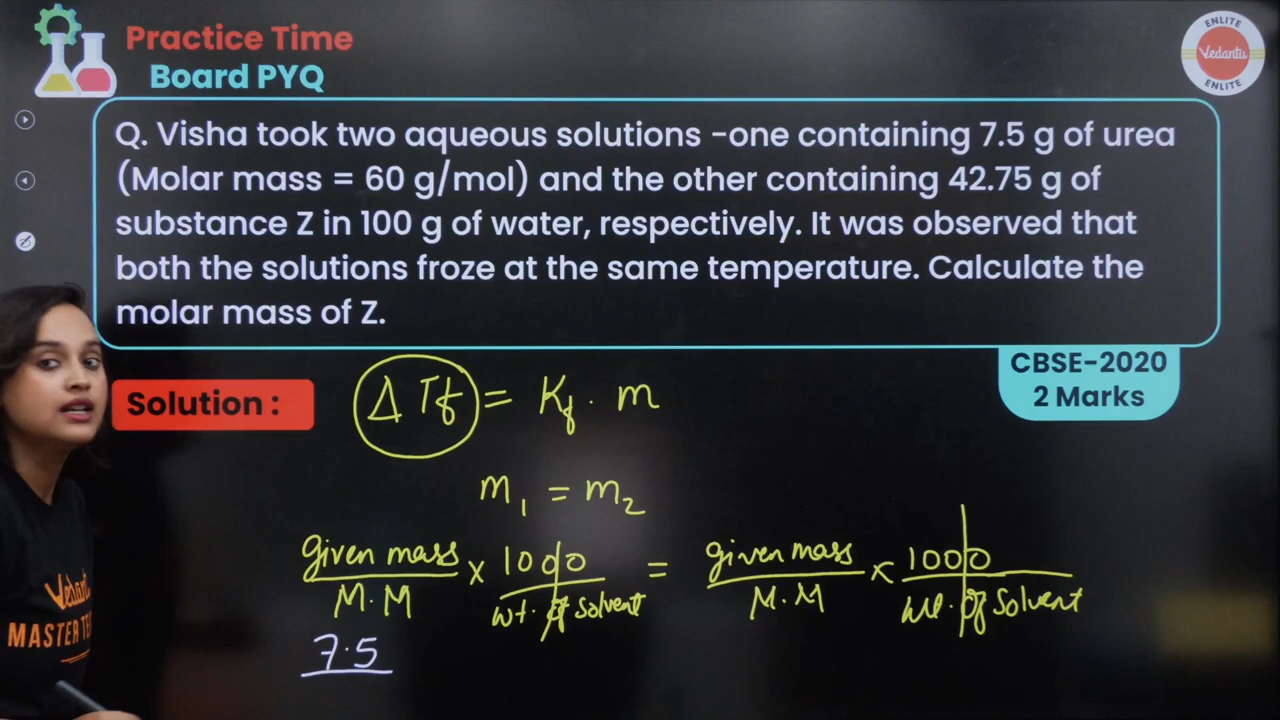 Practice Time
Board PYQ
ENLITE
Vedantu
ENLITE
Q. Visha took two aqueous solutions -one containing 7.5 g of urea
(Molar mass = 60 g/mol) and the other containing 42.75 g of
substance Z in 100 g of water, respectively. It was observed that
both the solutions froze at the same temperature. Calculate the
molar mass of Z.
CBSE-2020
2 Marks
Solution :
Δ Tf = Kf · m
m₁ = m₂
given mass / M·M × 1000 / wt. of solvent = given mass / M·M × 1000 / wt. of solvent
7·5
Vedantu
MASTER TE